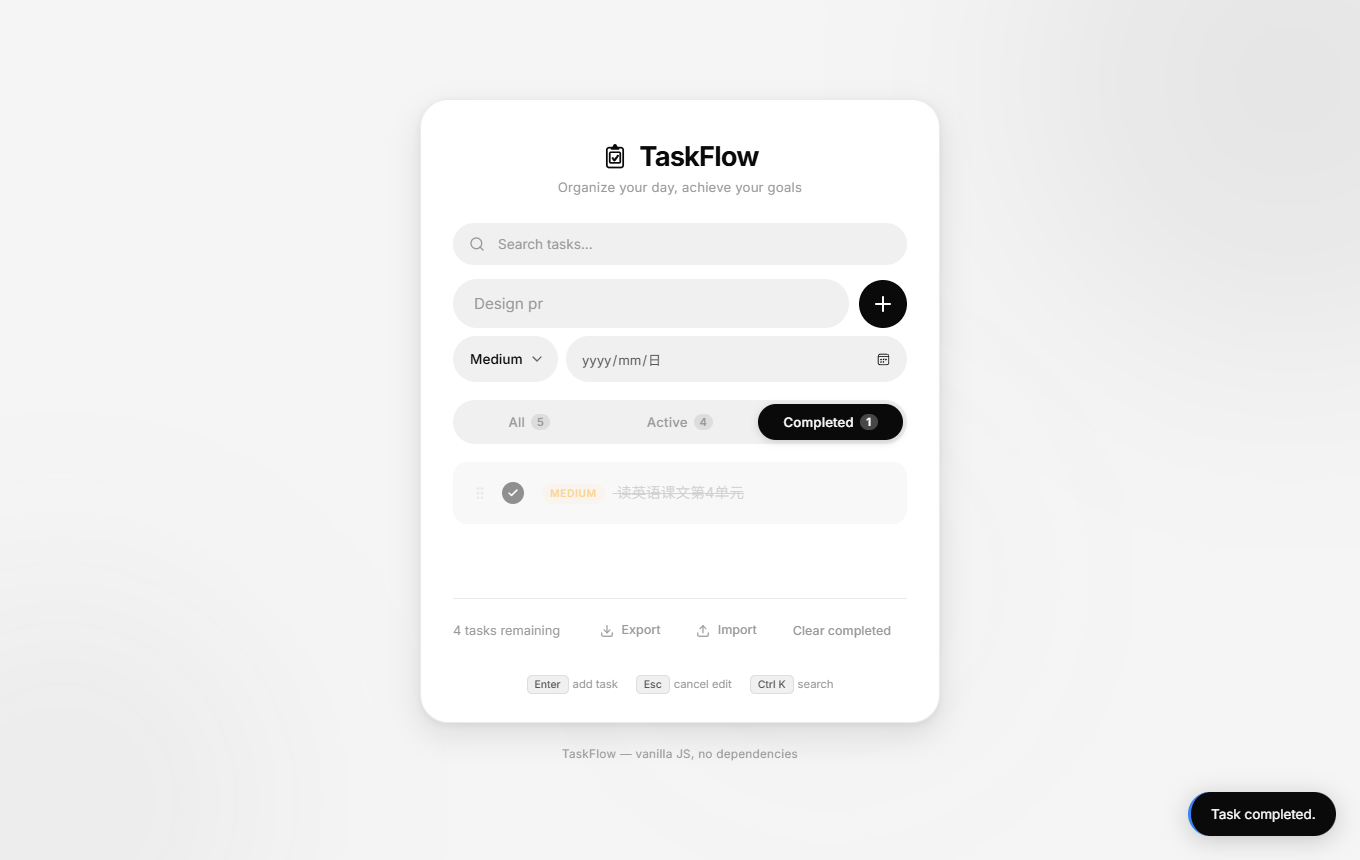 TaskFlow
Organize your day, achieve your goals
Search tasks...
Design pr
Medium
yyyy/mm/日
All 5
Active 4
Completed 1
MEDIUM 读英语课文第4单元
4 tasks remaining
Export
Import
Clear completed
Enter add task
Esc cancel edit
Ctrl K search
TaskFlow — vanilla JS, no dependencies
Task completed.